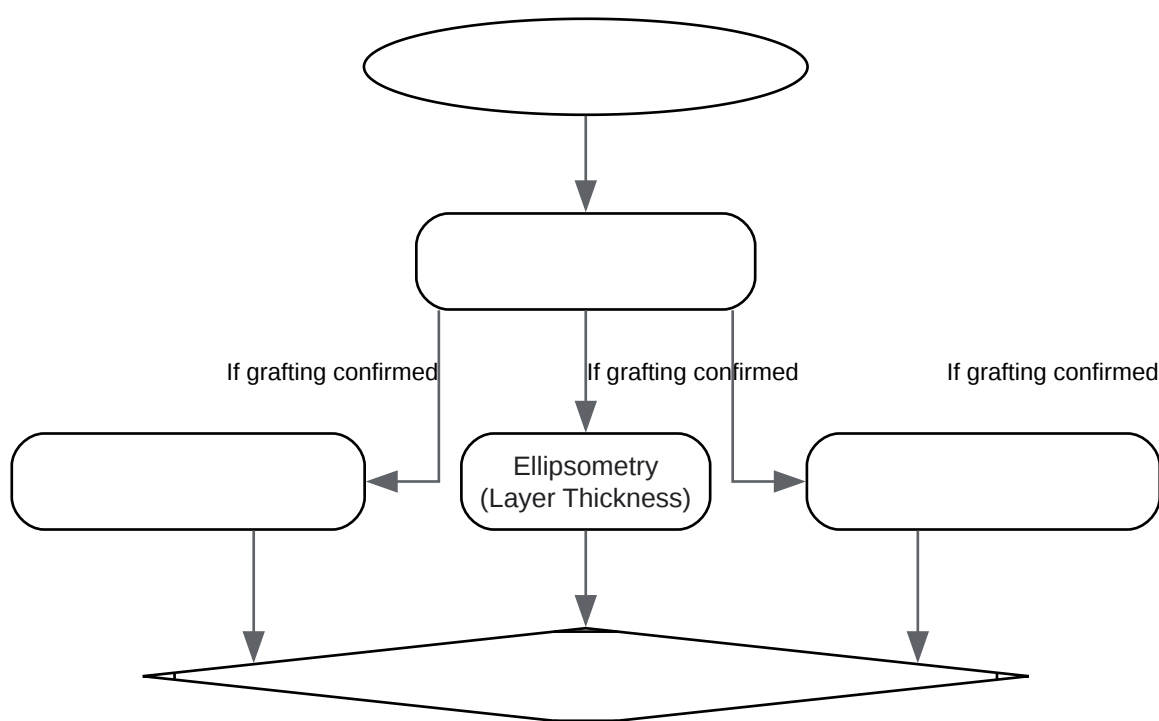 If grafting confirmed
If grafting confirmed
If grafting confirmed
Ellipsometry
(Layer Thickness)